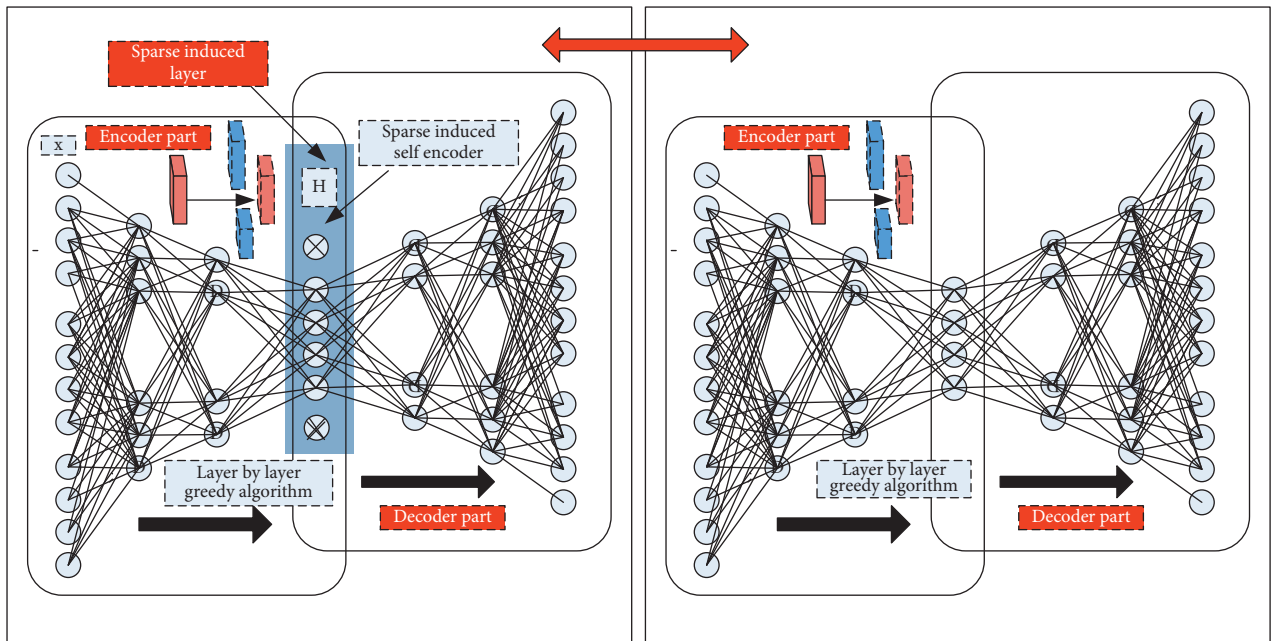 Sparse induced
layer
x
Encoder part
Sparse induced
self encoder
H
-
Layer by layer
greedy algorithm
Decoder part
Encoder part
-
Layer by layer
greedy algorithm
Decoder part